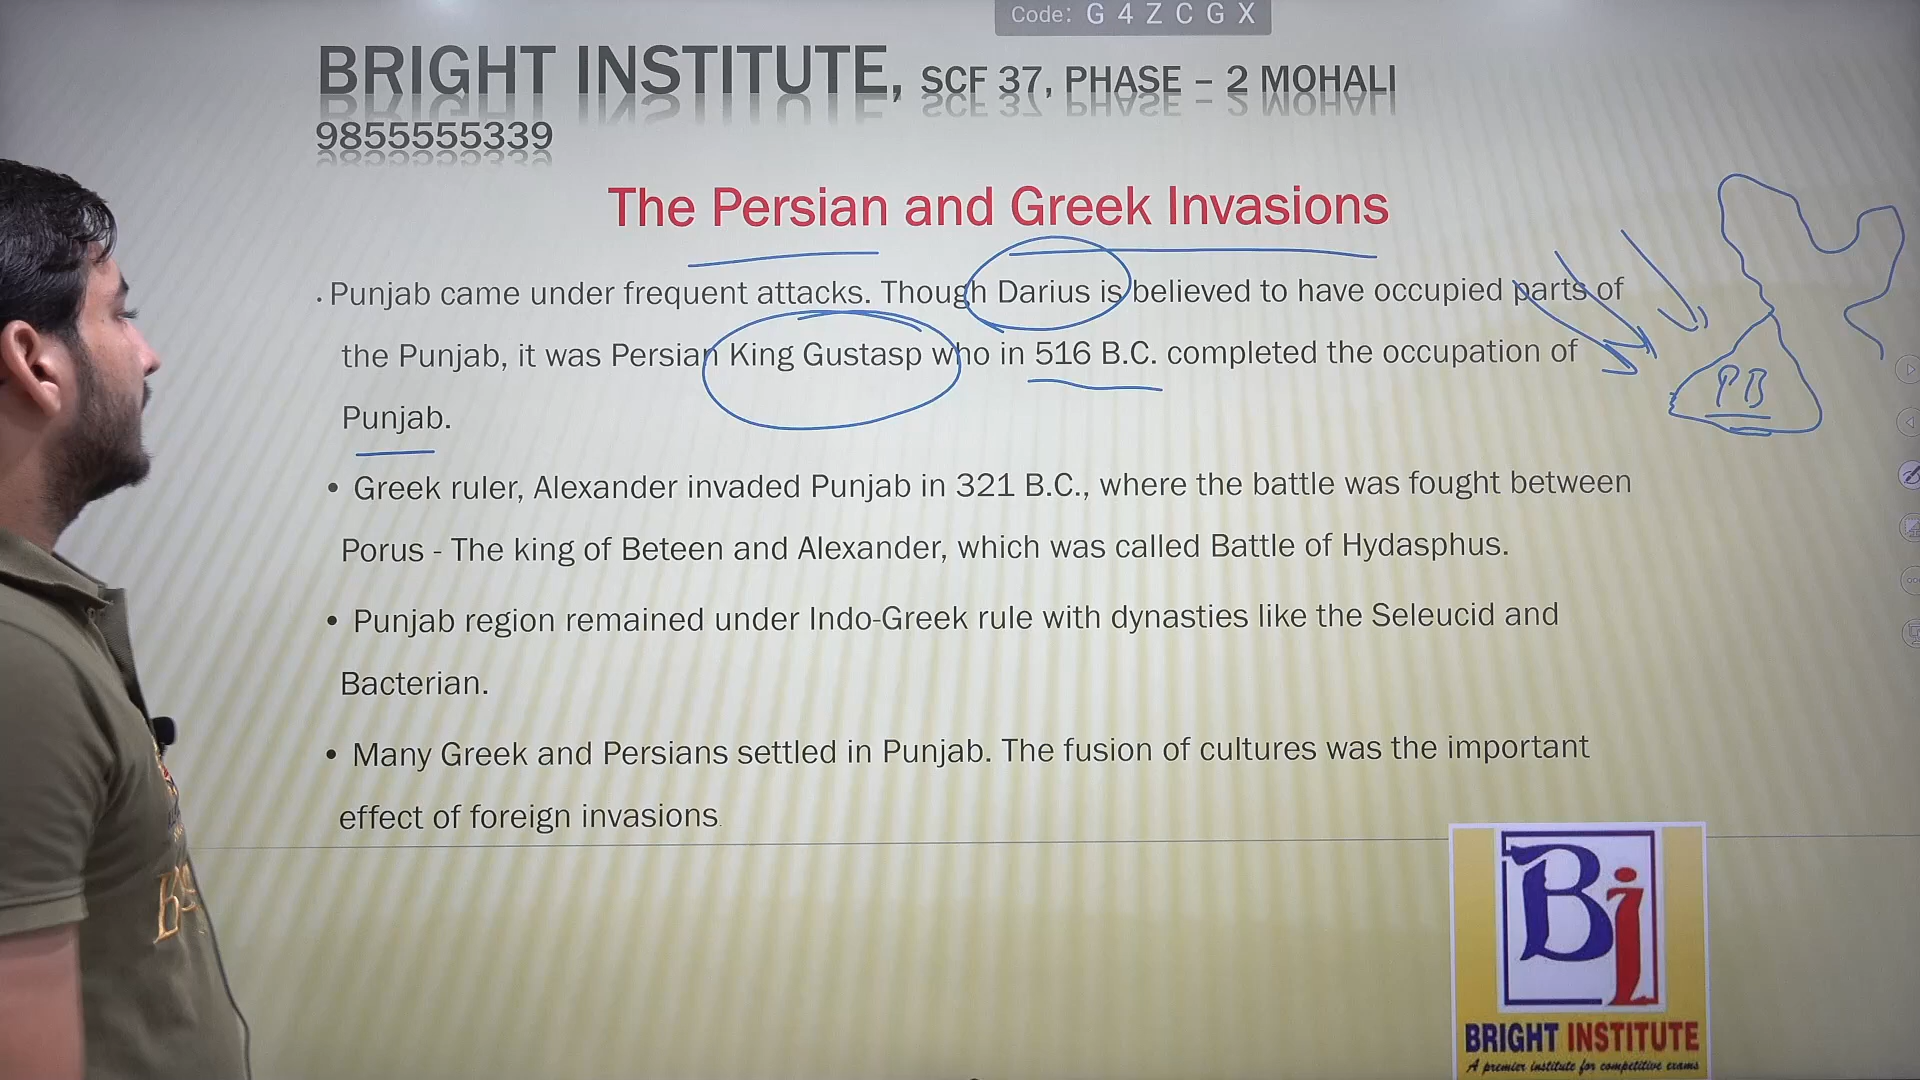 Code: G 4 Z C G X
BRIGHT INSTITUTE, SCF 37, PHASE – 2 MOHALI
9855555339
The Persian and Greek Invasions
. Punjab came under frequent attacks. Though Darius is believed to have occupied parts of
the Punjab, it was Persian King Gustasp who in 516 B.C. completed the occupation of
Punjab.
PB
• Greek ruler, Alexander invaded Punjab in 321 B.C., where the battle was fought between
Porus - The king of Beteen and Alexander, which was called Battle of Hydasphus.
• Punjab region remained under Indo-Greek rule with dynasties like the Seleucid and
Bacterian.
• Many Greek and Persians settled in Punjab. The fusion of cultures was the important
effect of foreign invasions.
Bi
BRIGHT INSTITUTE
A premier institute for competitive exams